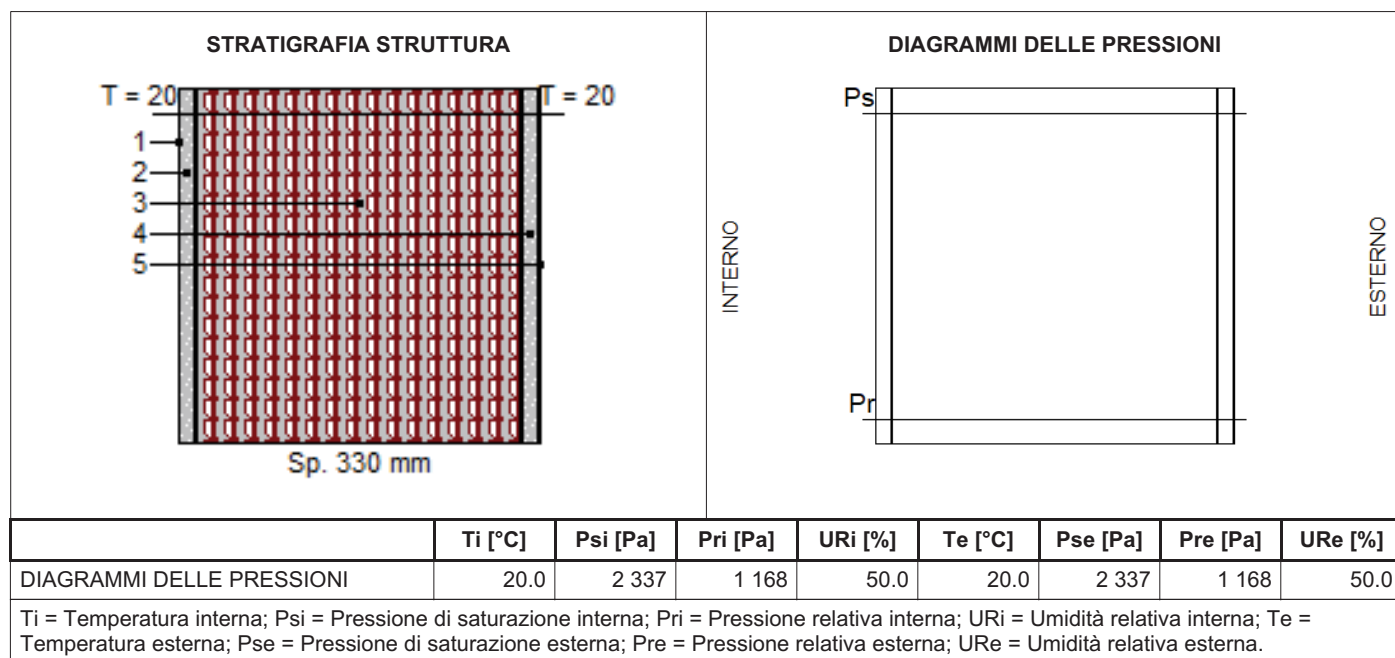 STRATIGRAFIA STRUTTURA
T = 20
T = 20
1
2
3
4
5
Sp. 330 mm
DIAGRAMMI DELLE PRESSIONI
Ps
Pr
INTERNO
ESTERNO
Ti [°C] Psi [Pa] Pri [Pa] URi [%] Te [°C] Pse [Pa] Pre [Pa] URe [%]
DIAGRAMMI DELLE PRESSIONI 20.0 2 337 1 168 50.0 20.0 2 337 1 168 50.0
Ti = Temperatura interna; Psi = Pressione di saturazione interna; Pri = Pressione relativa interna; URi = Umidità relativa interna; Te =
Temperatura esterna; Pse = Pressione di saturazione esterna; Pre = Pressione relativa esterna; URe = Umidità relativa esterna.